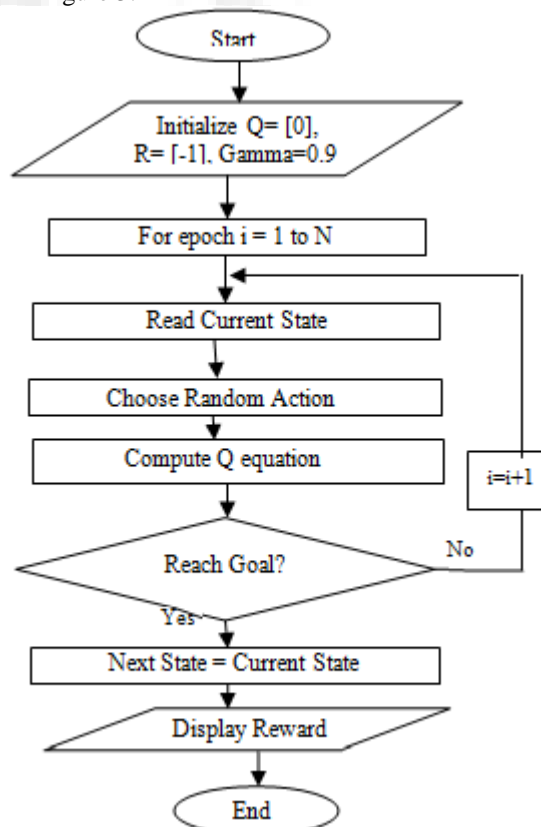 Start
Initialize Q= [0],
R= [-1], Gamma=0.9
For epoch i = 1 to N
Read Current State
Choose Random Action
Compute Q equation
i=i+1
Reach Goal?
No
Yes
Next State = Current State
Display Reward
End